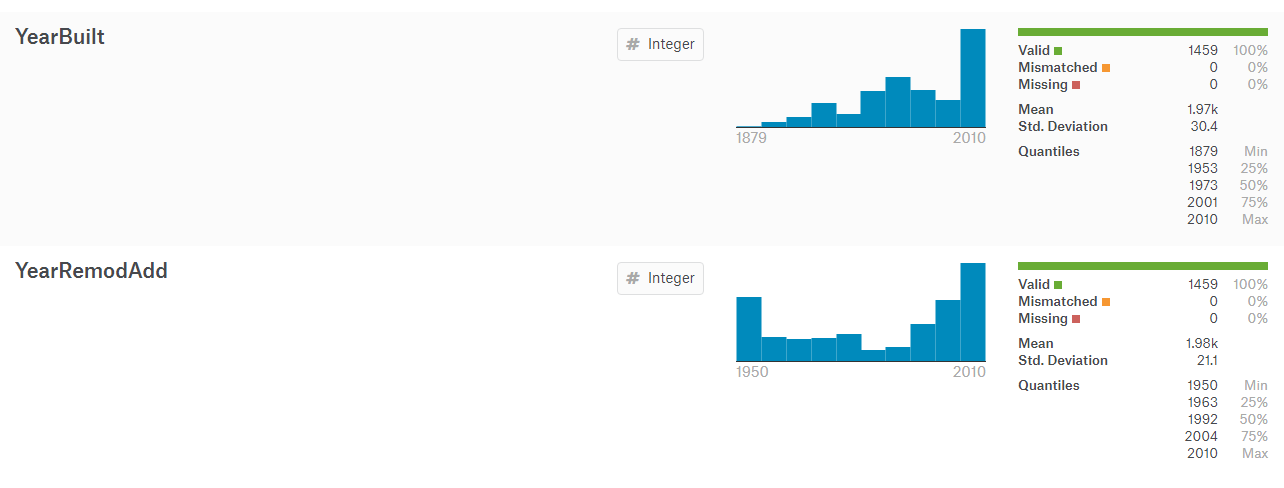 YearBuilt
# Integer
1879 2010
Valid 1459 100%
Mismatched 0 0%
Missing 0 0%
Mean 1.97k
Std. Deviation 30.4
Quantiles 1879 Min
1953 25%
1973 50%
2001 75%
2010 Max
YearRemodAdd
# Integer
1950 2010
Valid 1459 100%
Mismatched 0 0%
Missing 0 0%
Mean 1.98k
Std. Deviation 21.1
Quantiles 1950 Min
1963 25%
1992 50%
2004 75%
2010 Max